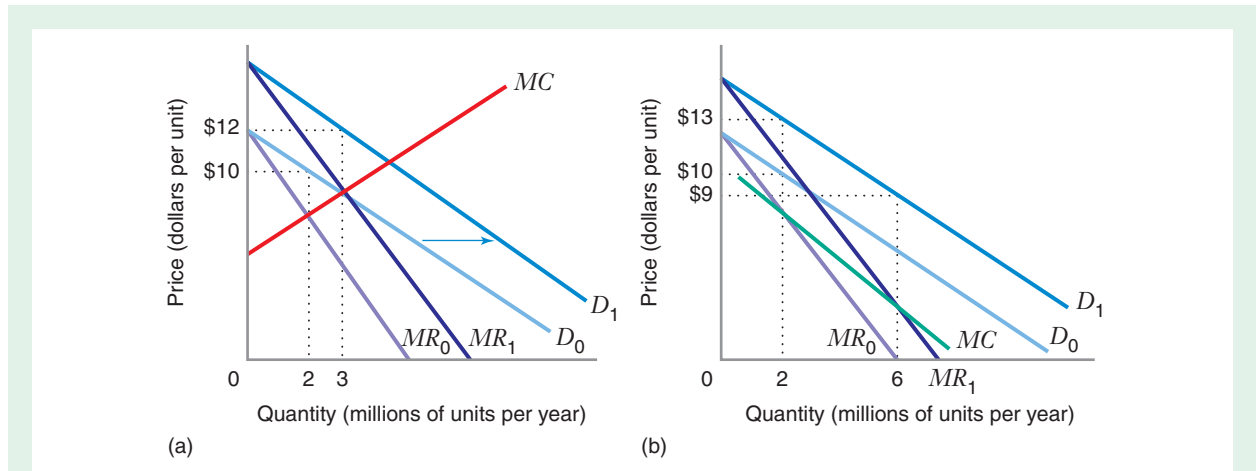 Price (dollars per unit)
$12
$10
MC
D₁
D₀
MR₀
MR₁
0
2
3
Quantity (millions of units per year)
(a)
Price (dollars per unit)
$13
$10
$9
D₁
D₀
MR₀
MC
0
2
6
MR₁
Quantity (millions of units per year)
(b)